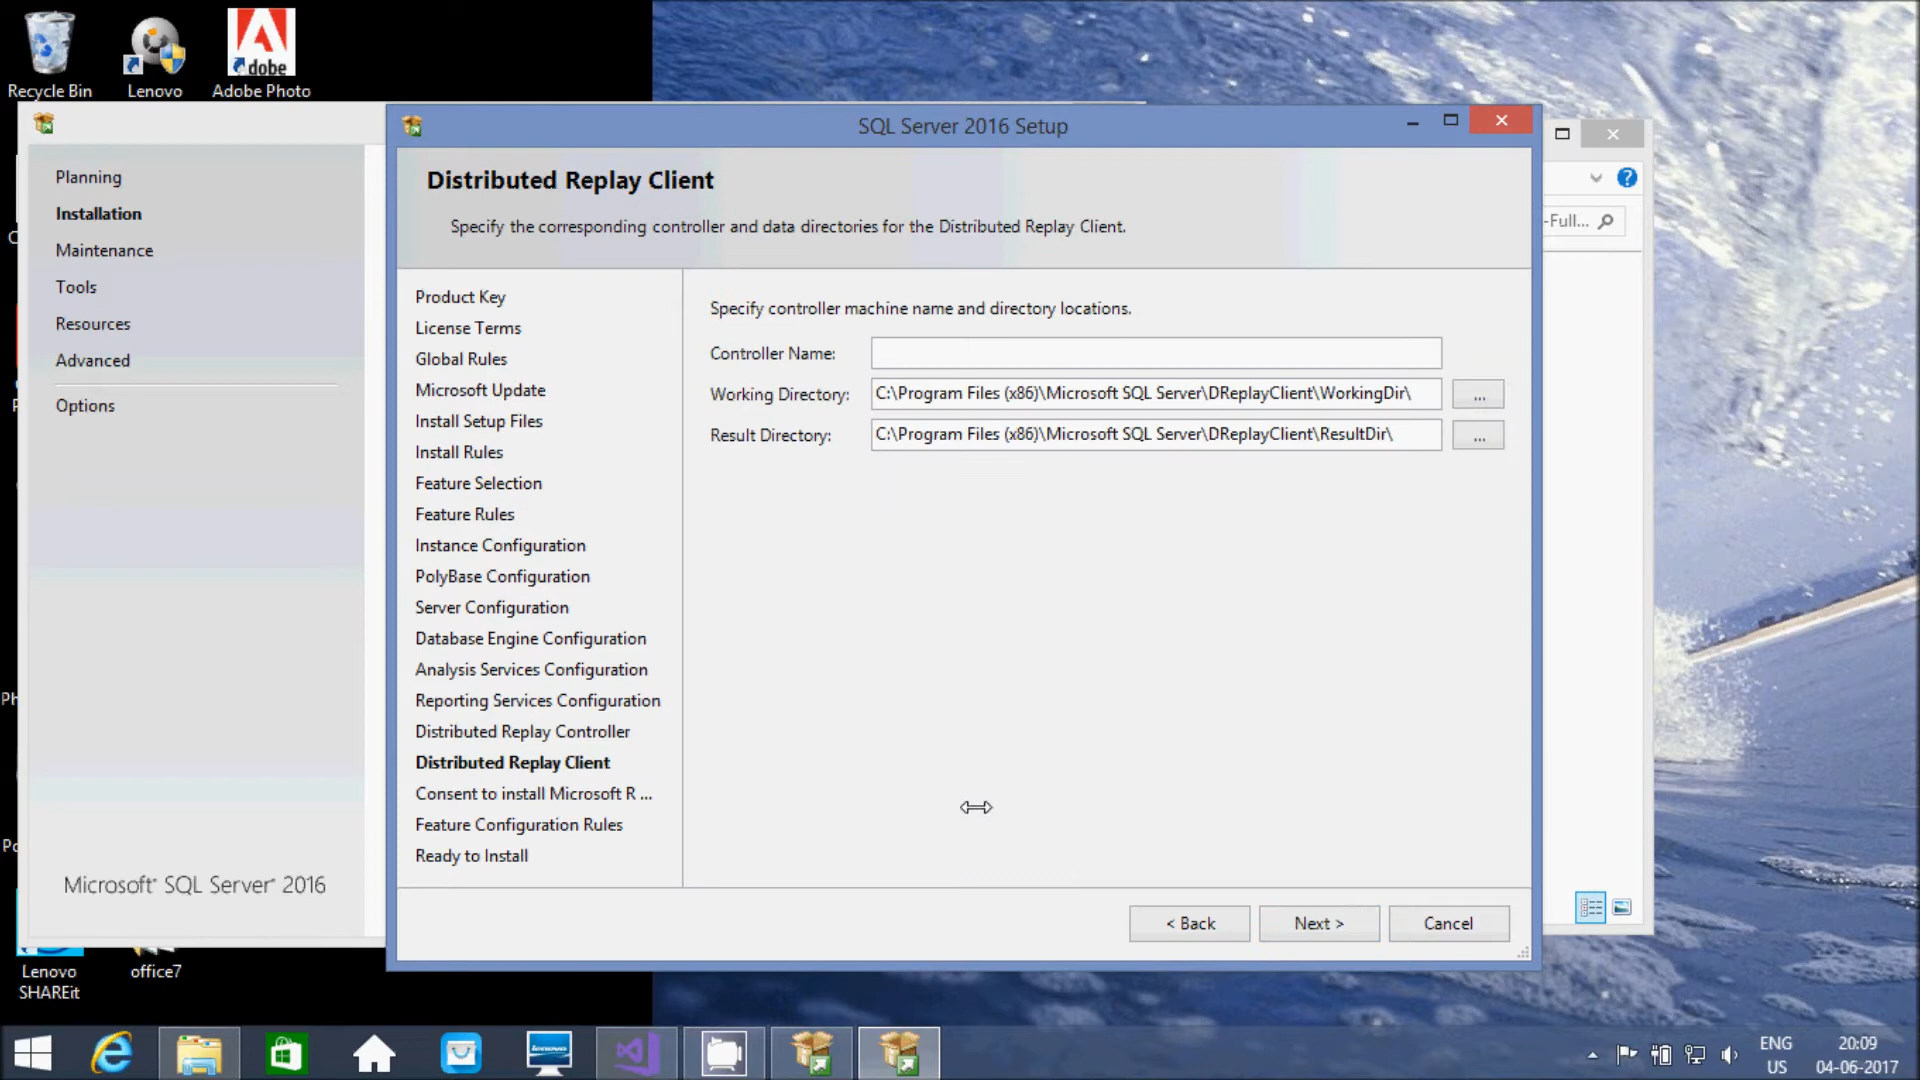 Recycle Bin
Lenovo
Adobe
Adobe Photo
SQL Server 2016 Setup
Planning
Installation
Maintenance
Tools
Resources
Advanced
Options
Microsoft® SQL Server® 2016
Distributed Replay Client
Specify the corresponding controller and data directories for the Distributed Replay Client.
Product Key
License Terms
Global Rules
Microsoft Update
Install Setup Files
Install Rules
Feature Selection
Feature Rules
Instance Configuration
PolyBase Configuration
Server Configuration
Database Engine Configuration
Analysis Services Configuration
Reporting Services Configuration
Distributed Replay Controller
Distributed Replay Client
Consent to install Microsoft R ...
Feature Configuration Rules
Ready to Install
Specify controller machine name and directory locations.
Controller Name:
Working Directory: C:\Program Files (x86)\Microsoft SQL Server\DReplayClient\WorkingDir\ ...
Result Directory: C:\Program Files (x86)\Microsoft SQL Server\DReplayClient\ResultDir\ ...
< Back Next > Cancel
?
-Full...
Lenovo
SHAREit
office7
ENG
US
20:09
04-06-2017